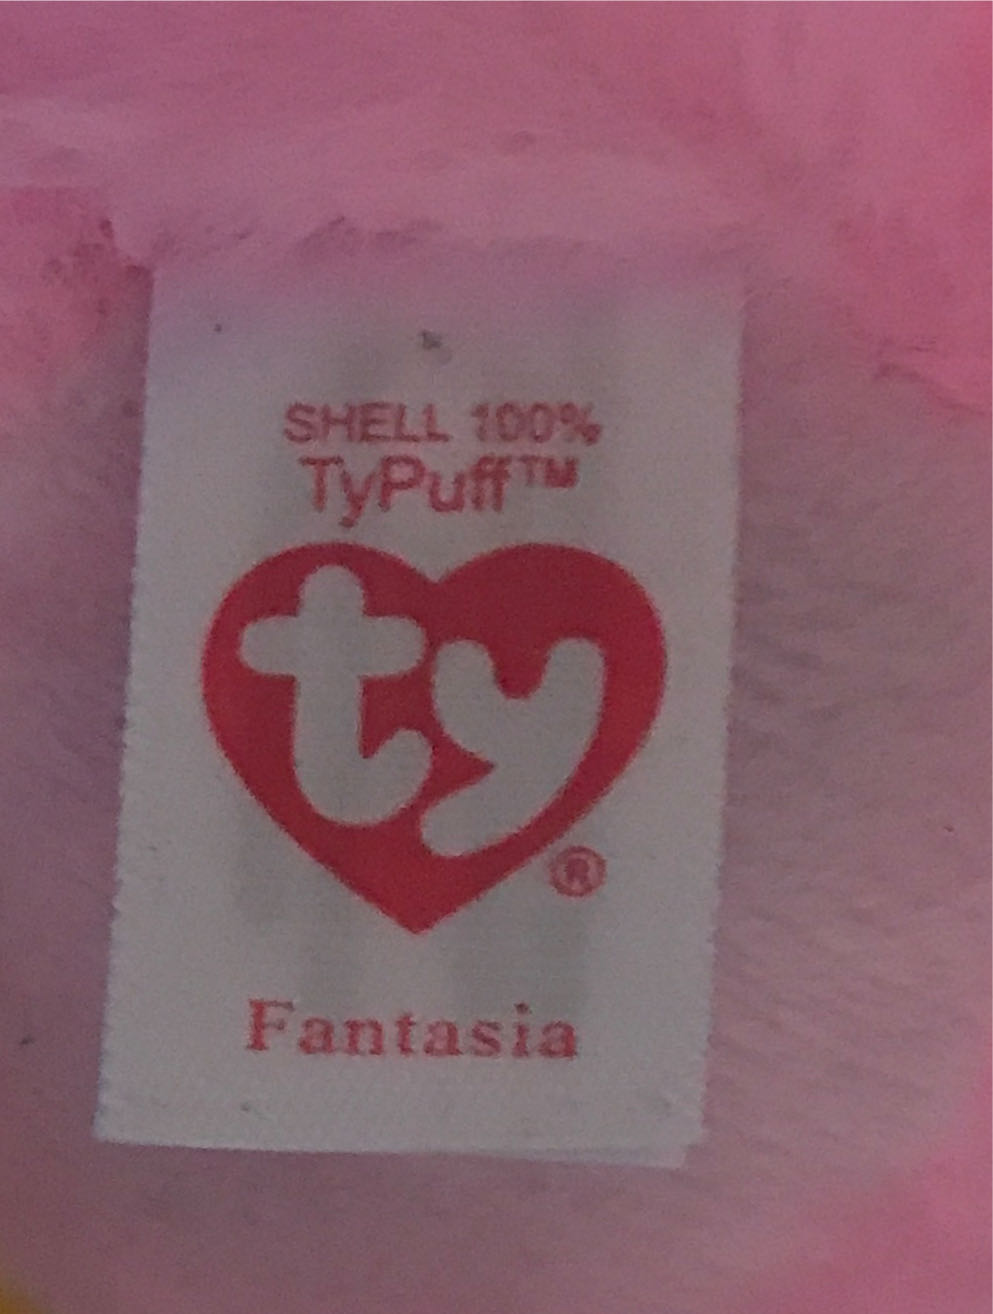 SHELL 100%
TyPuff™
ty
®
Fantasia